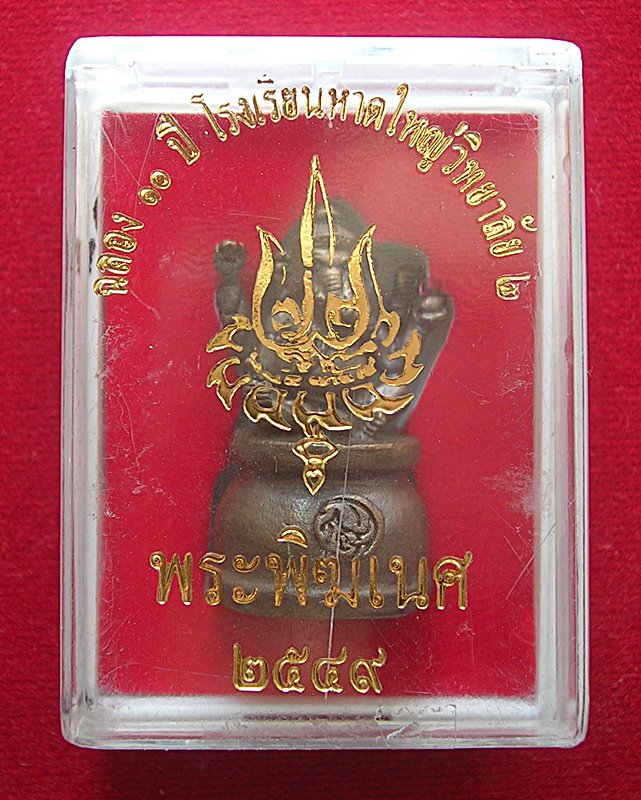 ฉลอง ๑๐ ปี โรงเรียนหาดใหญ่วิทยาลัย ๒
พระพิฆเนศ
๒๕๔๙